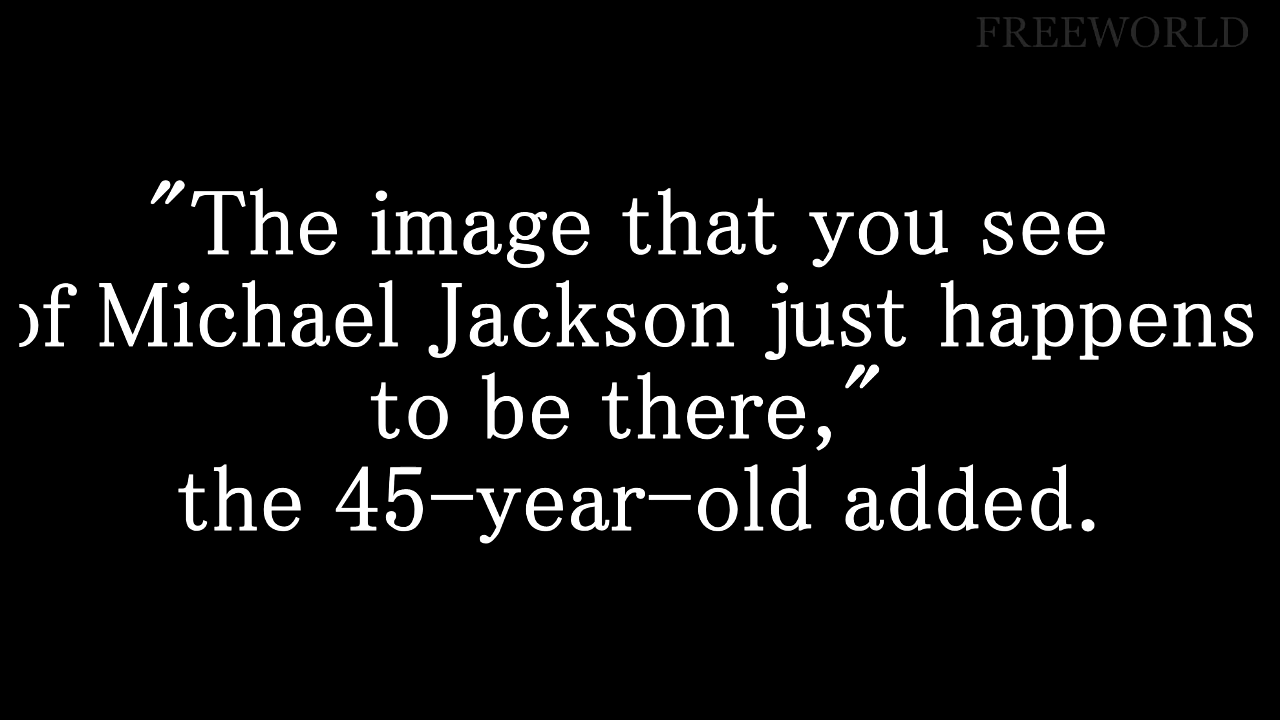 FREEWORLD
"The image that you see
of Michael Jackson just happens
to be there,"
the 45-year-old added.